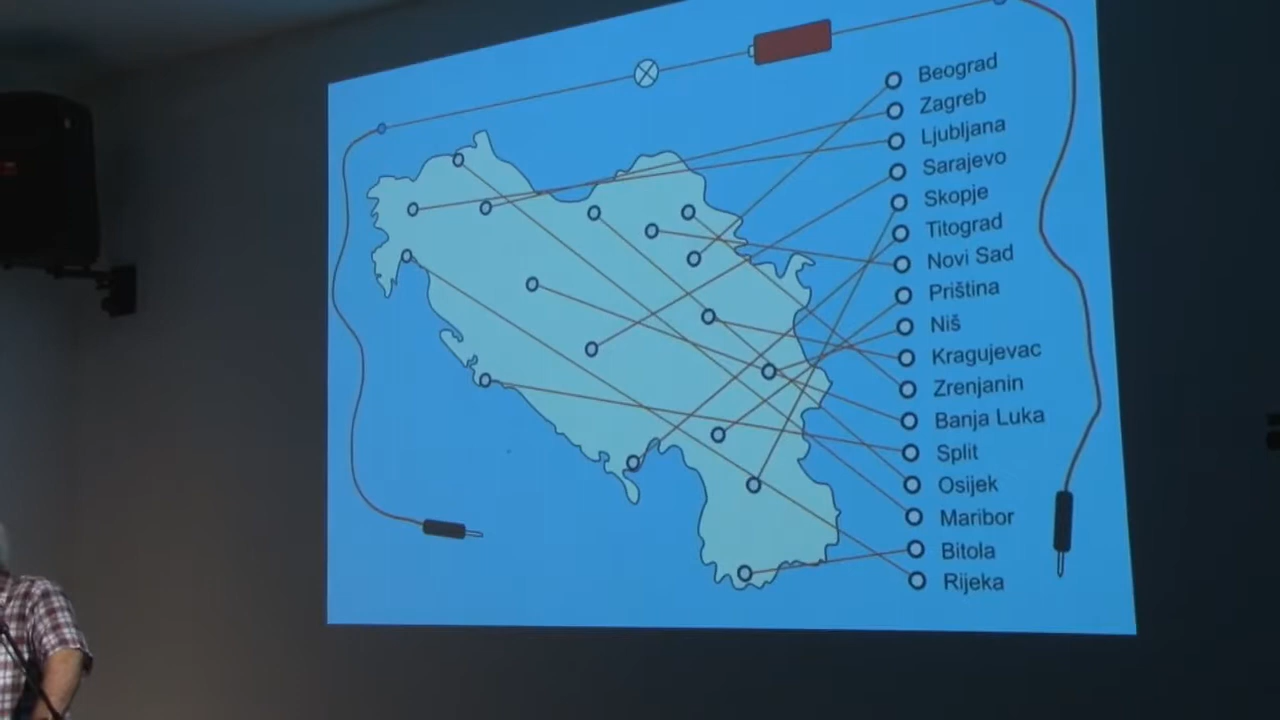 Beograd
Zagreb
Ljubljana
Sarajevo
Skopje
Titograd
Novi Sad
Priština
Niš
Kragujevac
Zrenjanin
Banja Luka
Split
Osijek
Maribor
Bitola
Rijeka